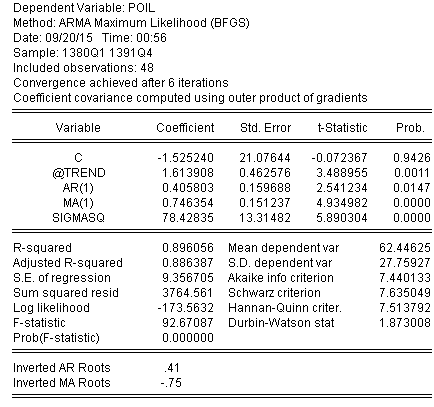 Dependent Variable: POIL
Method: ARMA Maximum Likelihood (BFGS)
Date: 09/20/15 Time: 00:56
Sample: 1380Q1 1391Q4
Included observations: 48
Convergence achieved after 6 iterations
Coefficient covariance computed using outer product of gradients
Variable Coefficient Std. Error t-Statistic Prob.
C -1.525240 21.07644 -0.072367 0.9426
@TREND 1.613908 0.462576 3.488955 0.0011
AR(1) 0.405803 0.159688 2.541234 0.0147
MA(1) 0.746354 0.151237 4.934982 0.0000
SIGMASQ 78.42835 13.31482 5.890304 0.0000
R-squared 0.896056 Mean dependent var 62.44625
Adjusted R-squared 0.886387 S.D. dependent var 27.75927
S.E. of regression 9.356705 Akaike info criterion 7.440133
Sum squared resid 3764.561 Schwarz criterion 7.635049
Log likelihood -173.5632 Hannan-Quinn criter. 7.513792
F-statistic 92.67087 Durbin-Watson stat 1.873008
Prob(F-statistic) 0.000000
Inverted AR Roots .41
Inverted MA Roots -.75